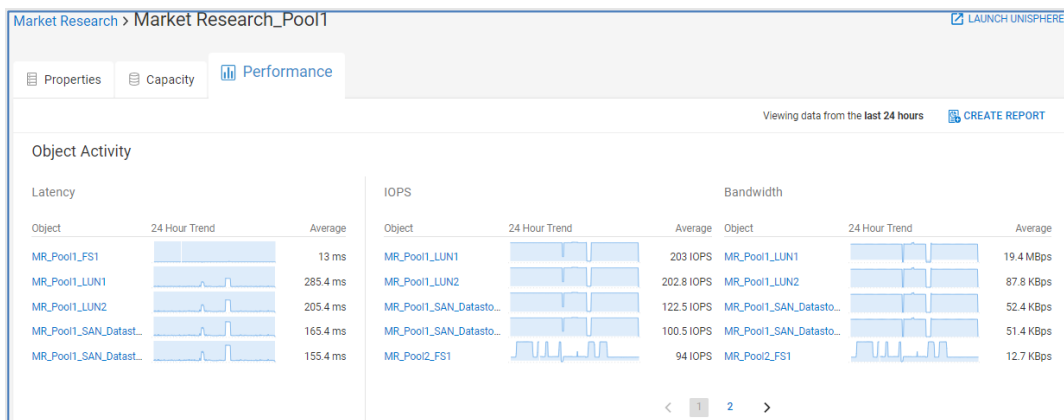 Market Research > Market Research_Pool1
LAUNCH UNISPHERE
Properties
Capacity
Performance
Viewing data from the last 24 hours
CREATE REPORT
Object Activity
Latency
Object 24 Hour Trend Average
MR_Pool1_FS1 13 ms
MR_Pool1_LUN1 285.4 ms
MR_Pool1_LUN2 205.4 ms
MR_Pool1_SAN_Datast... 165.4 ms
MR_Pool1_SAN_Datast... 155.4 ms
IOPS
Object 24 Hour Trend Average
MR_Pool1_LUN1 203 IOPS
MR_Pool1_LUN2 202.8 IOPS
MR_Pool1_SAN_Datasto... 122.5 IOPS
MR_Pool1_SAN_Datasto... 100.5 IOPS
MR_Pool2_FS1 94 IOPS
Bandwidth
Object 24 Hour Trend Average
MR_Pool1_LUN1 19.4 MBps
MR_Pool1_LUN2 87.8 KBps
MR_Pool1_SAN_Datasto... 52.4 KBps
MR_Pool1_SAN_Datasto... 51.4 KBps
MR_Pool2_FS1 12.7 KBps
< 1 2 >